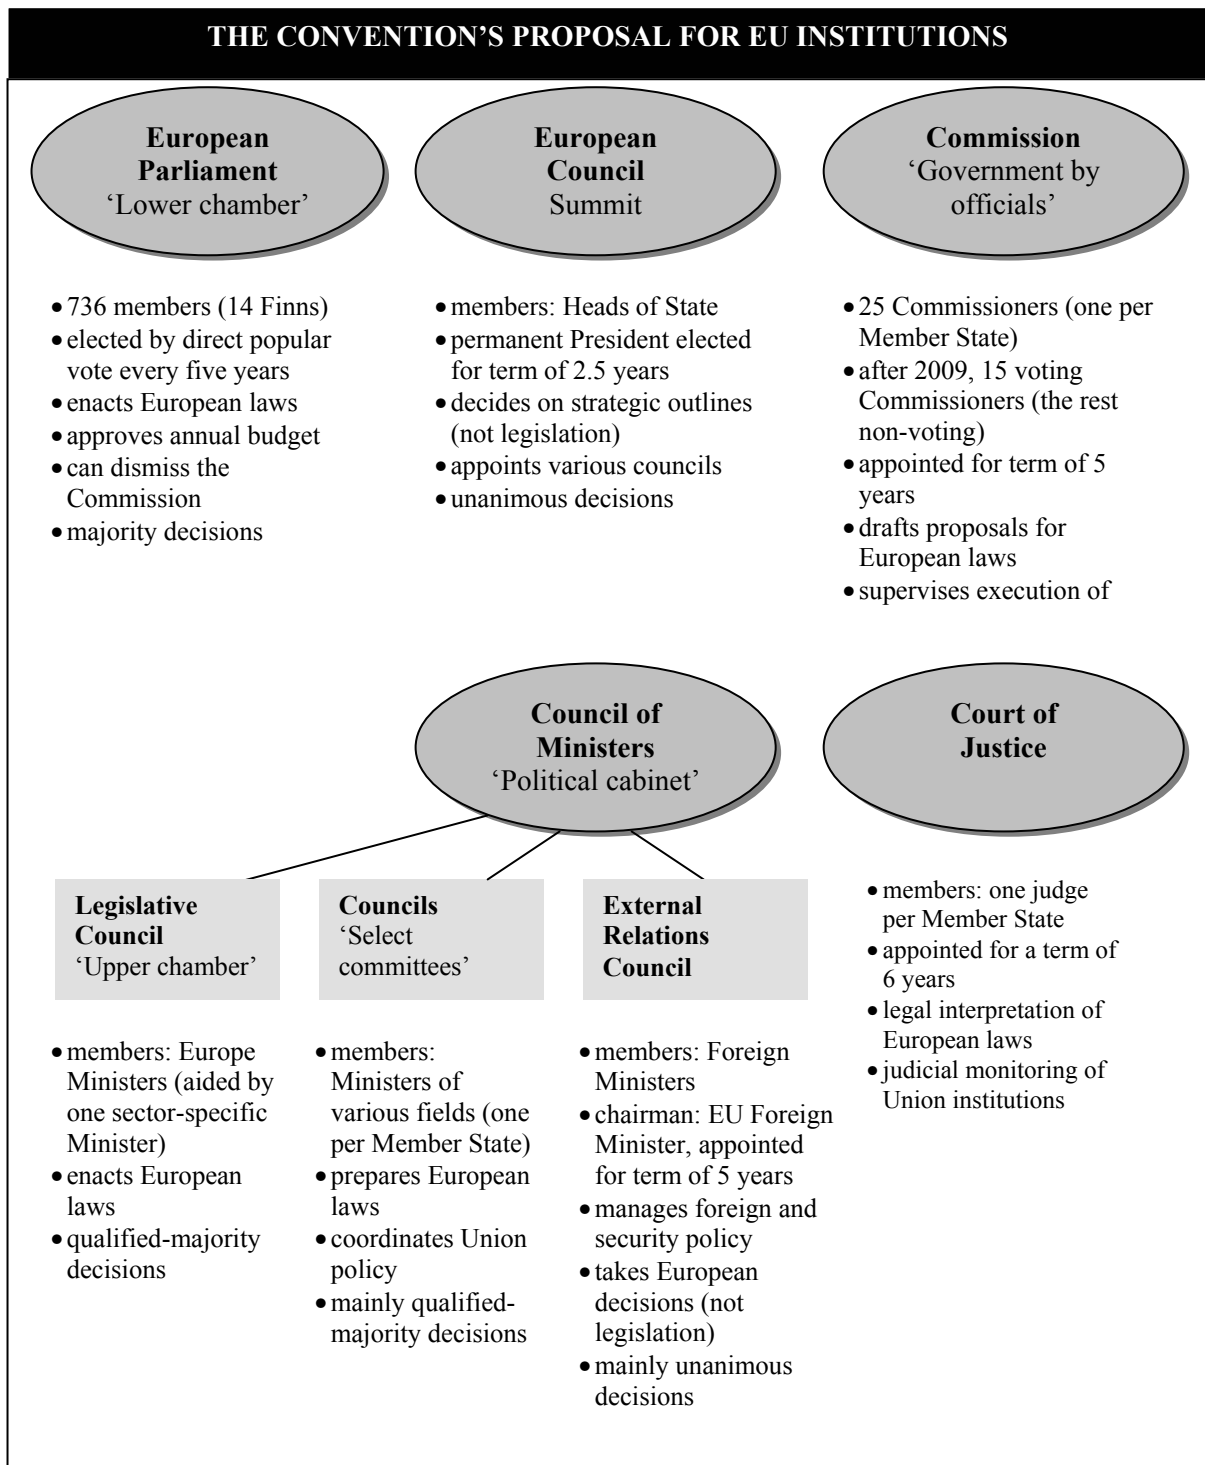 THE CONVENTION’S PROPOSAL FOR EU INSTITUTIONS
European
Parliament
‘Lower chamber’
• 736 members (14 Finns)
• elected by direct popular
vote every five years
• enacts European laws
• approves annual budget
• can dismiss the
Commission
• majority decisions
European
Council
Summit
• members: Heads of State
• permanent President elected
for term of 2.5 years
• decides on strategic outlines
(not legislation)
• appoints various councils
• unanimous decisions
Commission
‘Government by
officials’
• 25 Commissioners (one per
Member State)
• after 2009, 15 voting
Commissioners (the rest
non-voting)
• appointed for term of 5
years
• drafts proposals for
European laws
• supervises execution of
Council of
Ministers
‘Political cabinet’
Legislative
Council
‘Upper chamber’
• members: Europe
Ministers (aided by
one sector-specific
Minister)
• enacts European
laws
• qualified-majority
decisions
Councils
‘Select
committees’
• members:
Ministers of
various fields (one
per Member State)
• prepares European
laws
• coordinates Union
policy
• mainly qualified-
majority decisions
External
Relations
Council
• members: Foreign
Ministers
• chairman: EU Foreign
Minister, appointed
for term of 5 years
• manages foreign and
security policy
• takes European
decisions (not
legislation)
• mainly unanimous
decisions
Court of
Justice
• members: one judge
per Member State
• appointed for a term of
6 years
• legal interpretation of
European laws
• judicial monitoring of
Union institutions